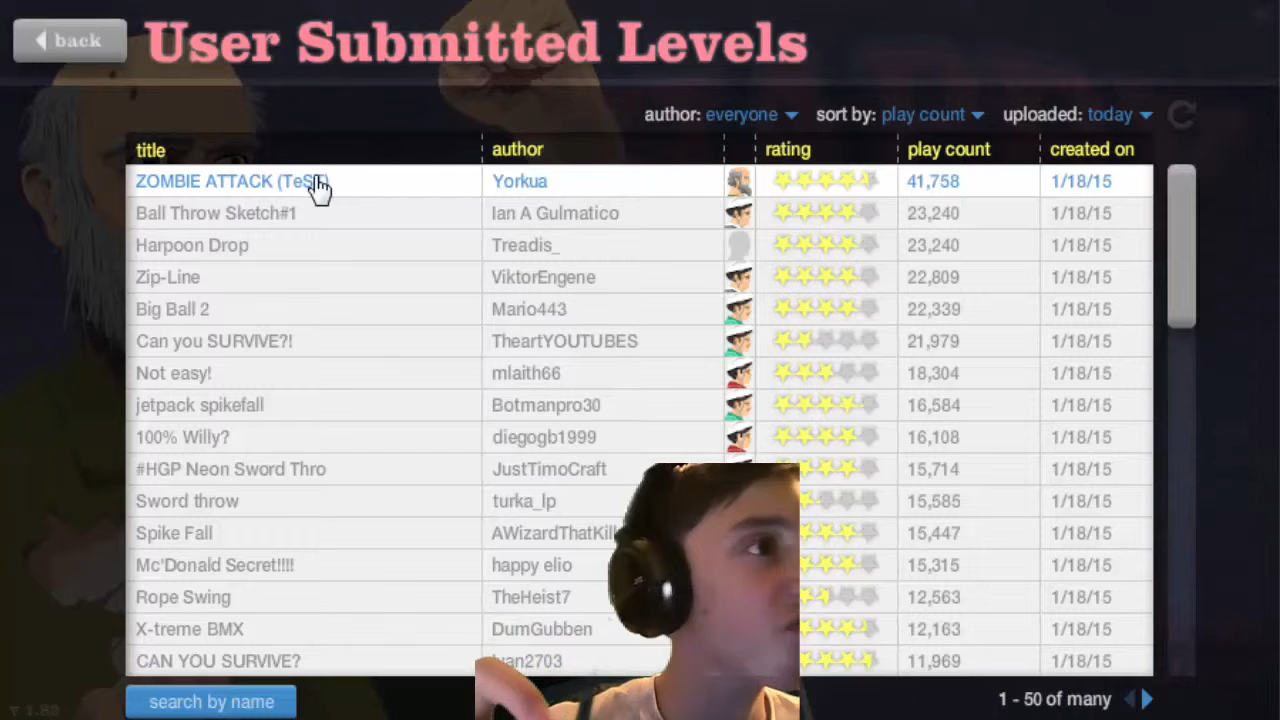 back
User Submitted Levels
author: everyone sort by: play count uploaded: today
title author rating play count created on
ZOMBIE ATTACK Yorkua 41,758 1/18/15
Ball Throw Sketch#1 Ian A Gulmatico 23,240 1/18/15
Harpoon Drop Treadis_ 23,240 1/18/15
Zip-Line ViktorEngene 22,809 1/18/15
Big Ball 2 Mario443 22,339 1/18/15
Can you SURVIVE?! TheartYOUTUBES 21,979 1/18/15
Not easy! mlaith66 18,304 1/18/15
jetpack spikefall Botmanpro30 16,584 1/18/15
100% Willy? diegogb1999 16,108 1/18/15
#HGP Neon Sword Thro JustTimoCraft 15,714 1/18/15
Sword throw turka_lp 15,585 1/18/15
Spike Fall AWizardThatKill 15,447 1/18/15
Mc'Donald Secret!!!! happy elio 15,315 1/18/15
Rope Swing TheHeist7 12,563 1/18/15
X-treme BMX DumGubben 12,163 1/18/15
CAN YOU SURVIVE? 11,969 1/18/15
search by name 1 - 50 of many